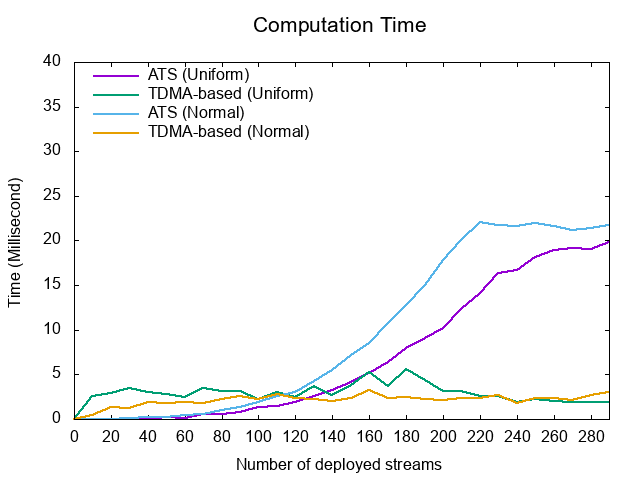 Computation Time
40
35
30
25
20
15
10
5
0
Time (Millisecond)
ATS (Uniform)
TDMA-based (Uniform)
ATS (Normal)
TDMA-based (Normal)
0 20 40 60 80 100 120 140 160 180 200 220 240 260 280
Number of deployed streams